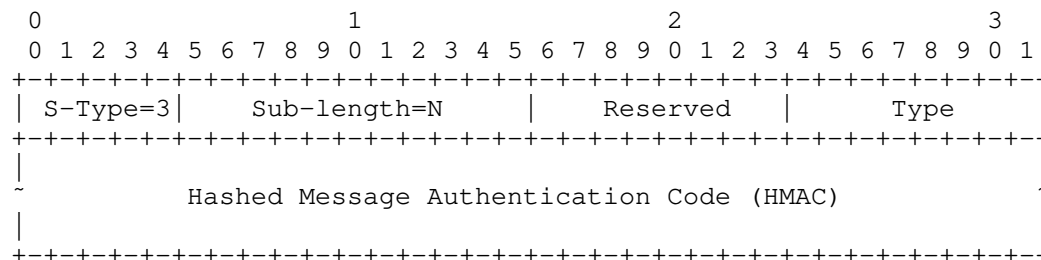 0                   1                   2                   3
 0 1 2 3 4 5 6 7 8 9 0 1 2 3 4 5 6 7 8 9 0 1 2 3 4 5 6 7 8 9 0 1
+-+-+-+-+-+-+-+-+-+-+-+-+-+-+-+-+-+-+-+-+-+-+-+-+-+-+-+-+-+-+-+-
| S-Type=3|    Sub-length=N     |    Reserved   |      Type
+-+-+-+-+-+-+-+-+-+-+-+-+-+-+-+-+-+-+-+-+-+-+-+-+-+-+-+-+-+-+-+-
|
~          Hashed Message Authentication Code (HMAC)            ~
|
+-+-+-+-+-+-+-+-+-+-+-+-+-+-+-+-+-+-+-+-+-+-+-+-+-+-+-+-+-+-+-+-